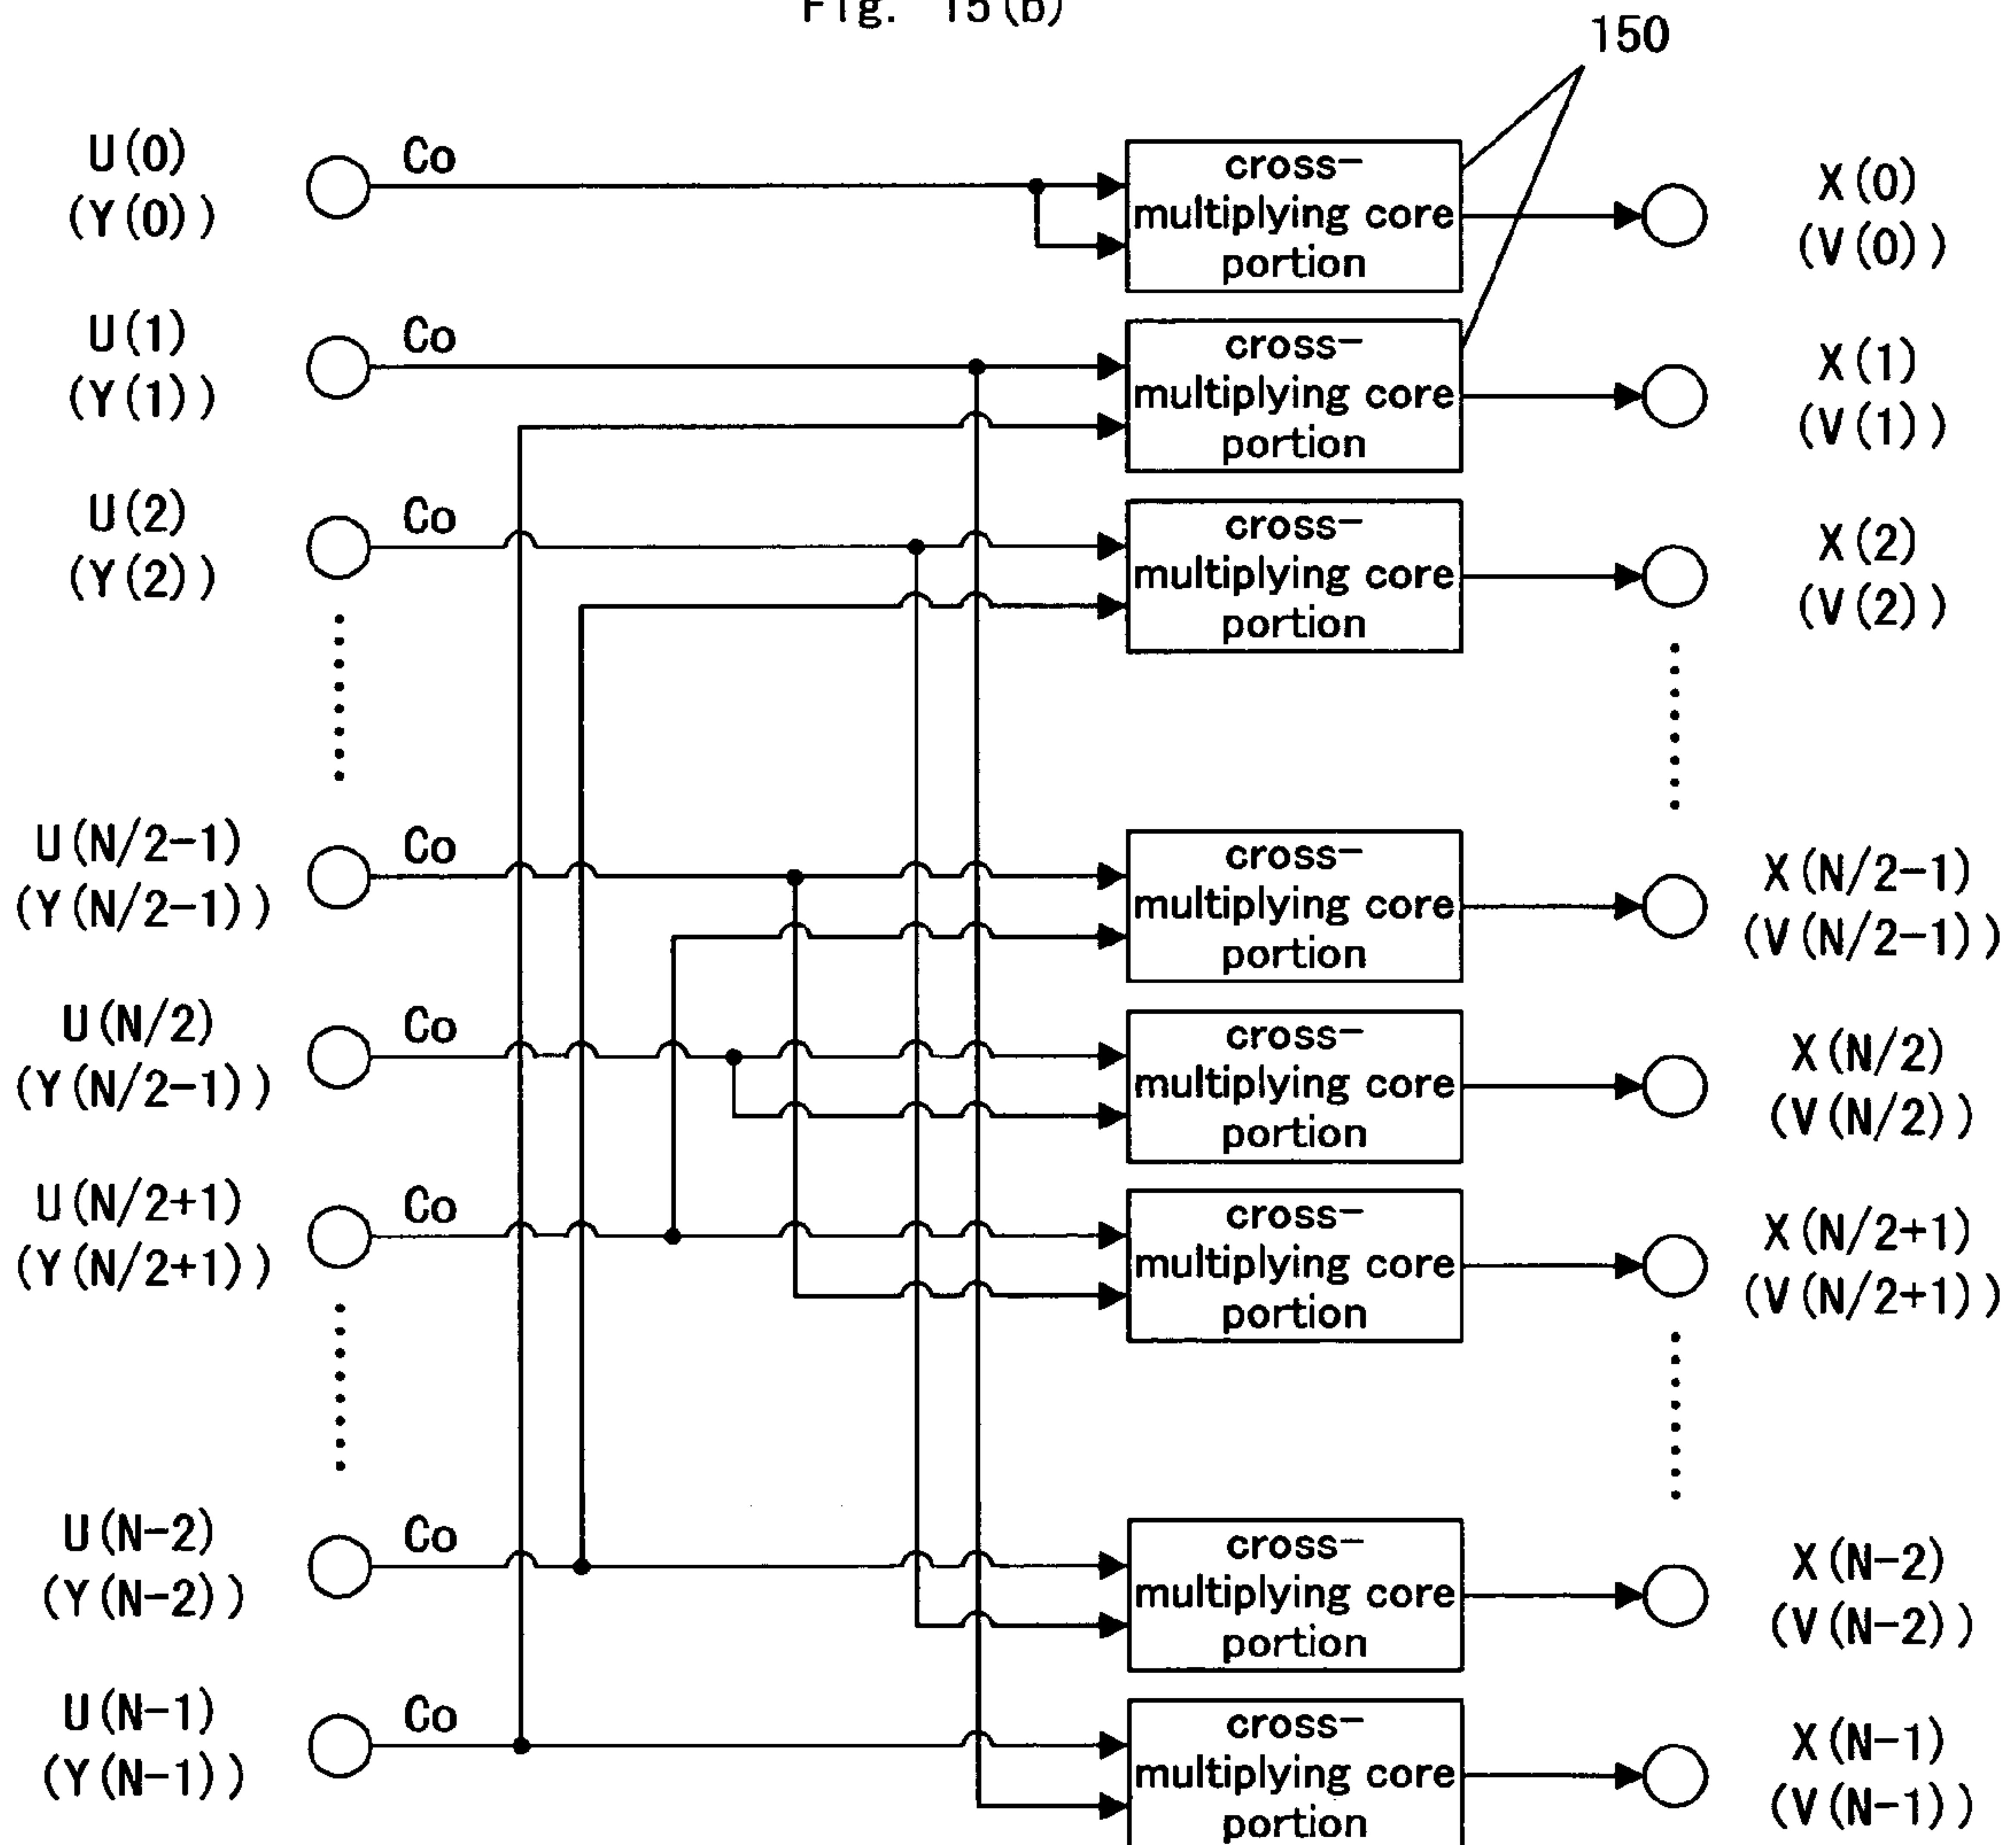 Fig. 15(b)
150
U(0)
(Y(0))
Co
cross-
multiplying core
portion
X(0)
(V(0))
U(1)
(Y(1))
Co
cross-
multiplying core
portion
X(1)
(V(1))
U(2)
(Y(2))
Co
cross-
multiplying core
portion
X(2)
(V(2))
U(N/2-1)
(Y(N/2-1))
Co
cross-
multiplying core
portion
X(N/2-1)
(V(N/2-1))
U(N/2)
(Y(N/2-1))
Co
cross-
multiplying core
portion
X(N/2)
(V(N/2))
U(N/2+1)
(Y(N/2+1))
Co
cross-
multiplying core
portion
X(N/2+1)
(V(N/2+1))
U(N-2)
(Y(N-2))
Co
cross-
multiplying core
portion
X(N-2)
(V(N-2))
U(N-1)
(Y(N-1))
Co
cross-
multiplying core
portion
X(N-1)
(V(N-1))